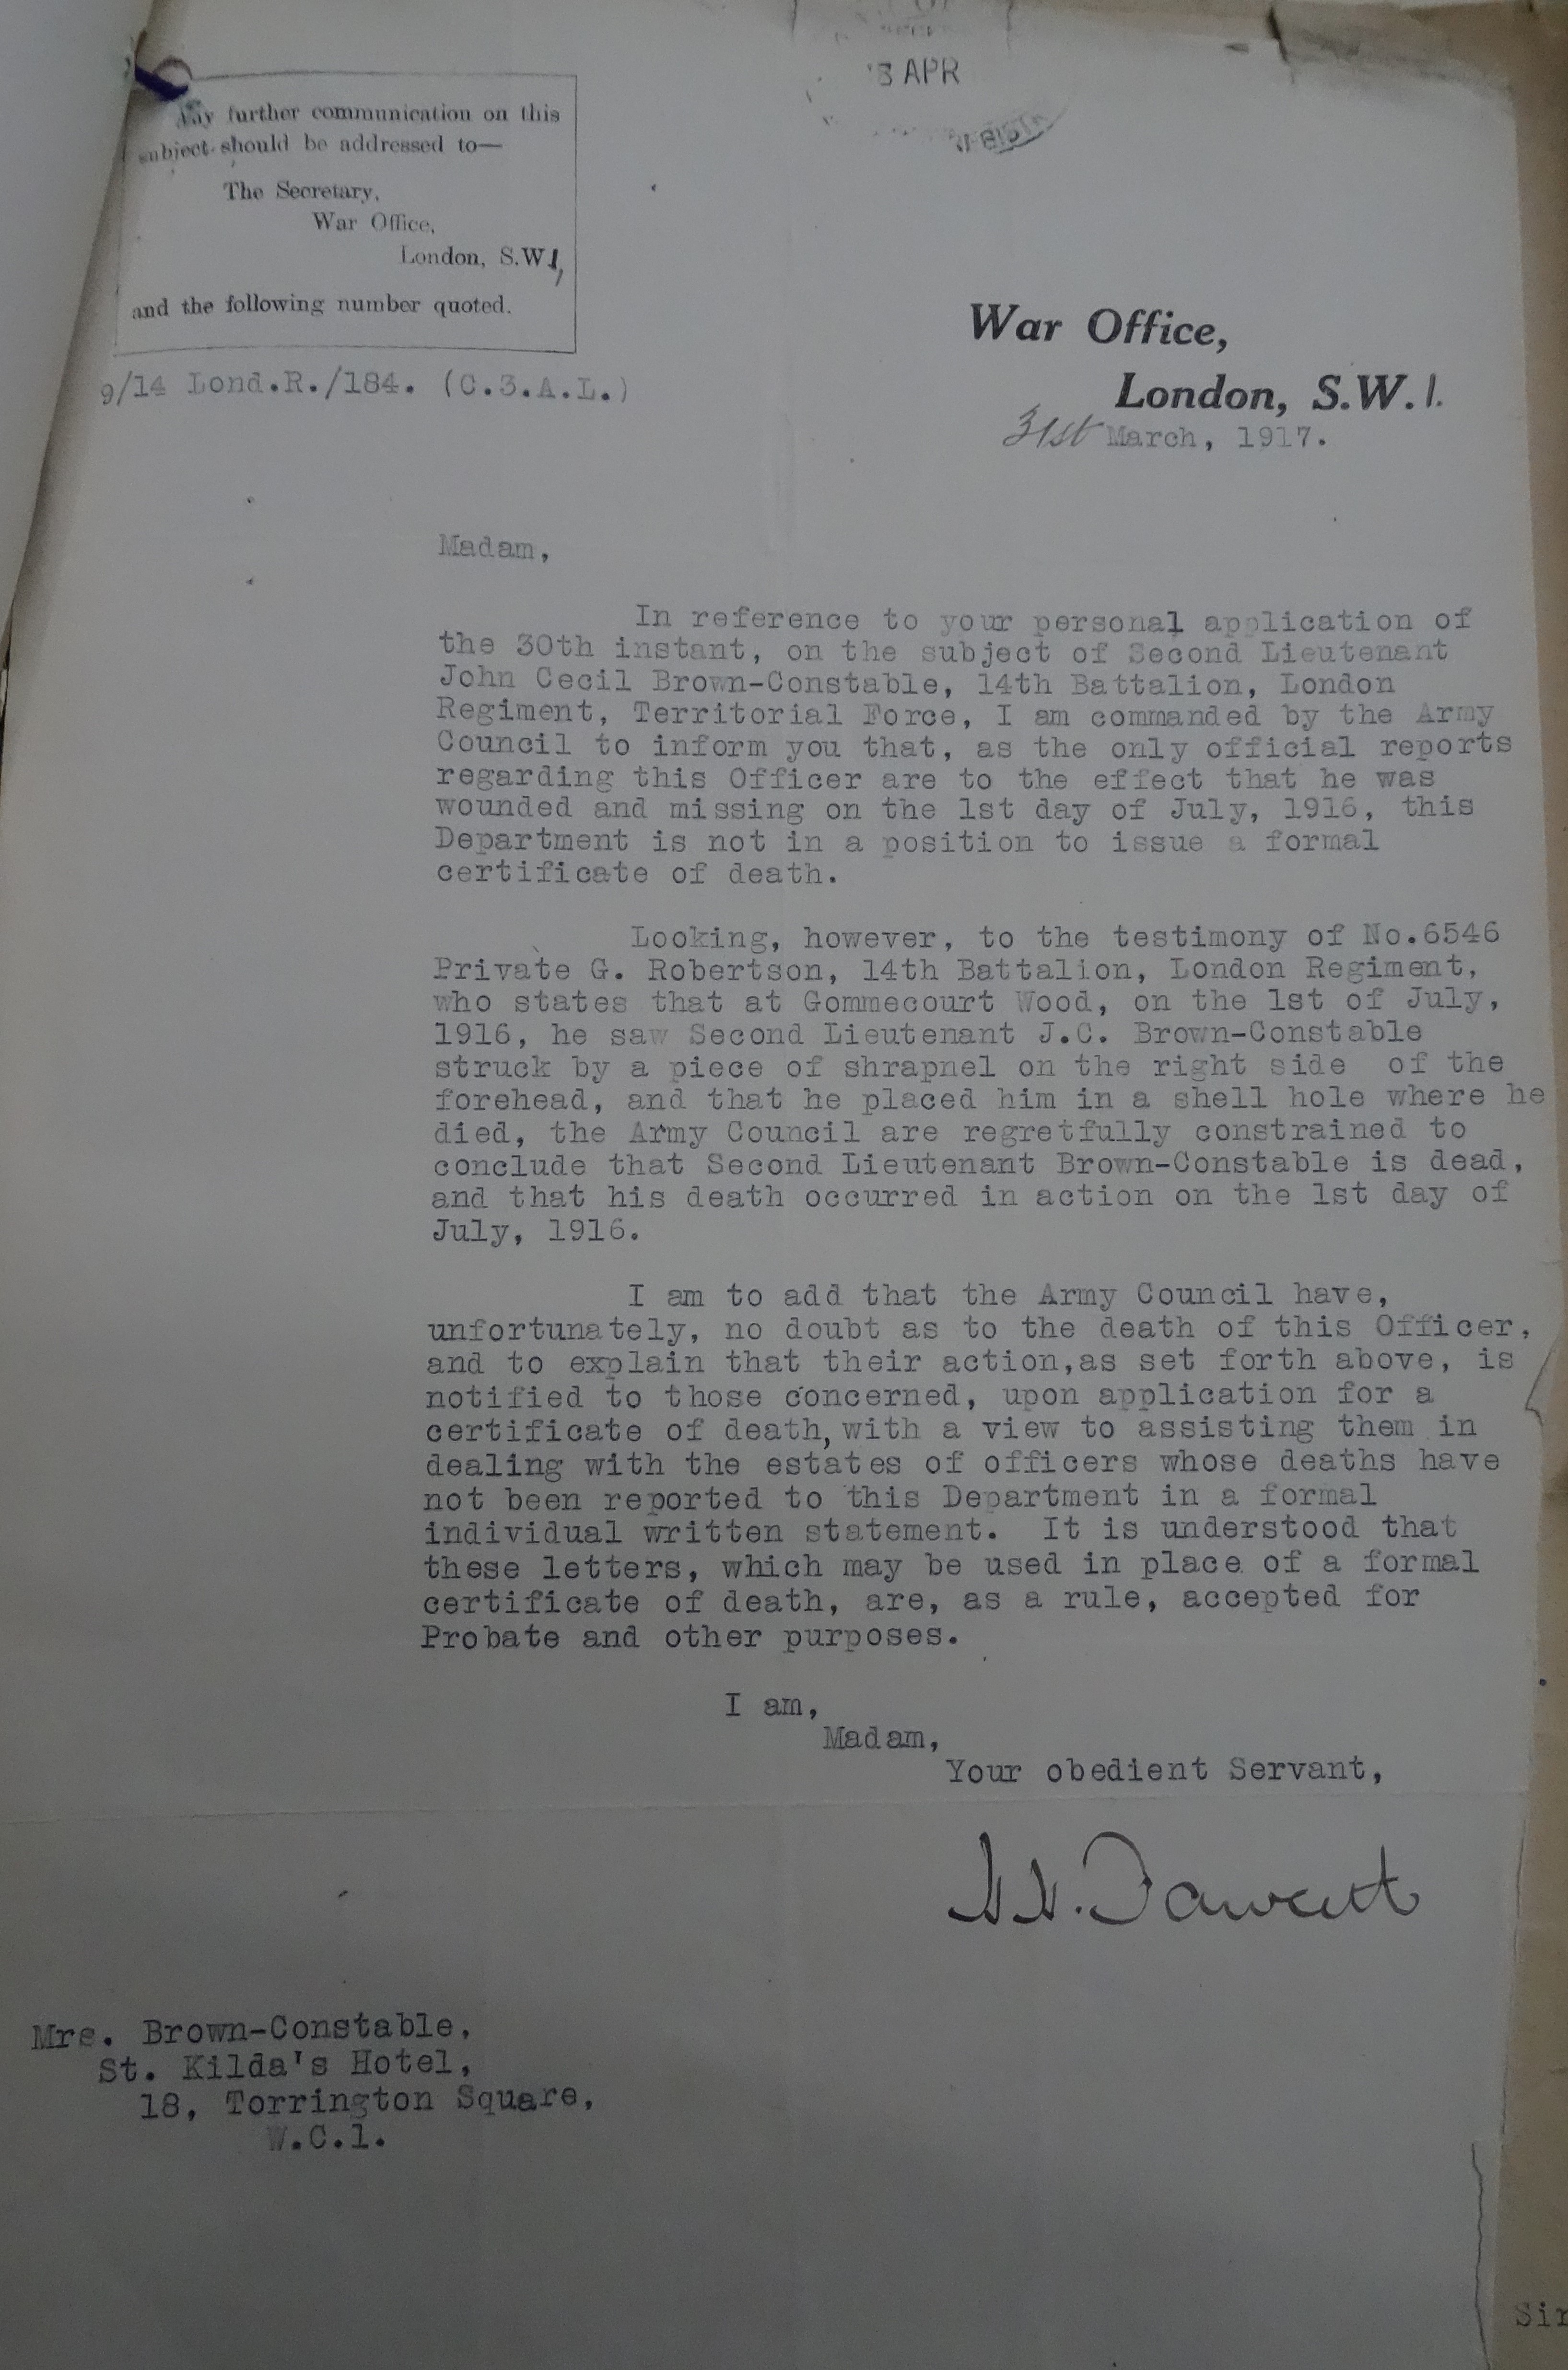 3 APR
Any further communication on this
subject should be addressed to—
The Secretary,
War Office,
London, S.W.1,
and the following number quoted.
9/14 Lond.R./184. (C.3.A.L.)
War Office,
London, S.W.1.
31st March, 1917.
Madam,
In reference to your personal application of
the 30th instant, on the subject of Second Lieutenant
John Cecil Brown-Constable, 14th Battalion, London
Regiment, Territorial Force, I am commanded by the Army
Council to inform you that, as the only official reports
regarding this Officer are to the effect that he was
wounded and missing on the 1st day of July, 1916, this
Department is not in a position to issue a formal
certificate of death.
Looking, however, to the testimony of No.6546
Private G. Robertson, 14th Battalion, London Regiment,
who states that at Gommecourt Wood, on the 1st of July,
1916, he saw Second Lieutenant J.C. Brown-Constable
struck by a piece of shrapnel on the right side of the
forehead, and that he placed him in a shell hole where he
died, the Army Council are regretfully constrained to
conclude that Second Lieutenant Brown-Constable is dead,
and that his death occurred in action on the 1st day of
July, 1916.
I am to add that the Army Council have,
unfortunately, no doubt as to the death of this Officer,
and to explain that their action,as set forth above, is
notified to those concerned, upon application for a
certificate of death, with a view to assisting them in
dealing with the estates of officers whose deaths have
not been reported to this Department in a formal
individual written statement. It is understood that
these letters, which may be used in place of a formal
certificate of death, are, as a rule, accepted for
Probate and other purposes.
I am,
Madam,
Your obedient Servant,
H.H. Fawcett
Mrs. Brown-Constable,
St. Kilda's Hotel,
18, Torrington Square,
W.C.1.
Sir